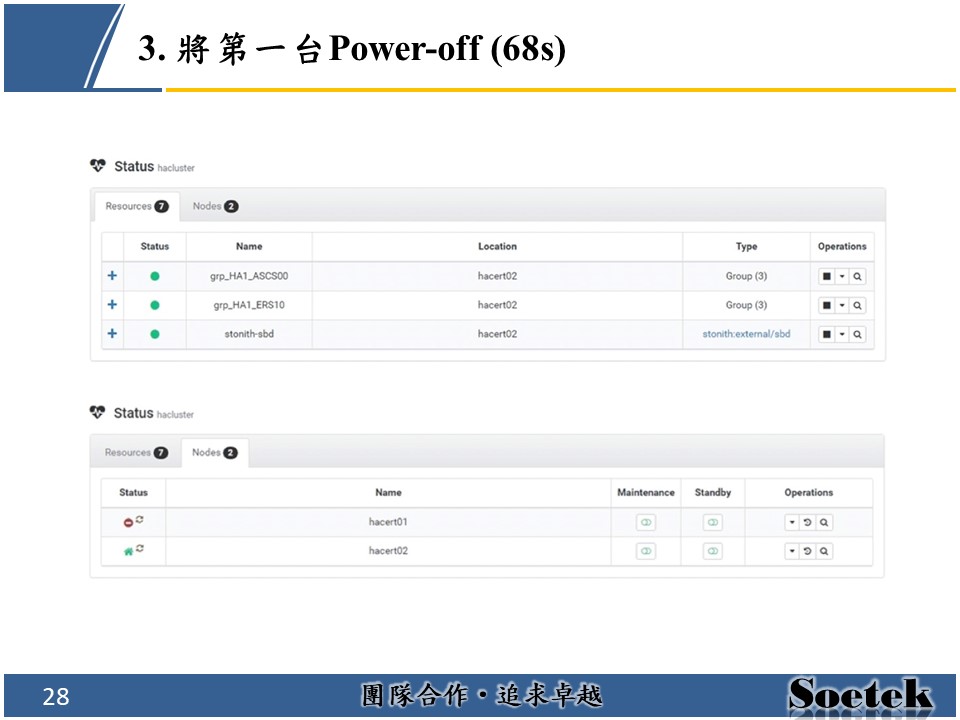 3. 將第一台Power-off (68s)
Status hacluster
Resources 7 Nodes 2
Status Name Location Type Operations
grp_HA1_ASCS00 hacert02 Group (3)
grp_HA1_ERS10 hacert02 Group (3)
stonith-sbd hacert02 stonith:external/sbd
Status hacluster
Resources 7 Nodes 2
Status Name Maintenance Standby Operations
hacert01
hacert02
28 團隊合作·追求卓越 Soetek